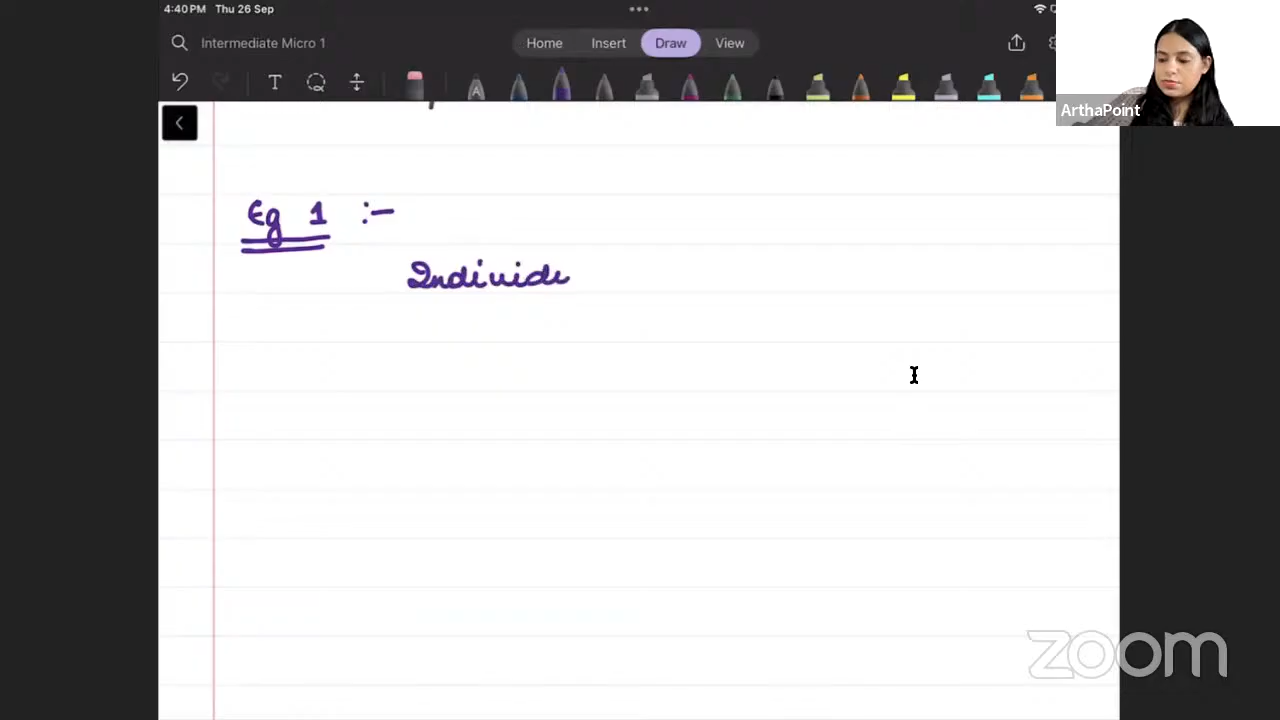 4:40 PM Thu 26 Sep
Intermediate Micro 1
Home Insert Draw View
T
A
ArthaPoint
Eg 1 :-
Individu
zoom